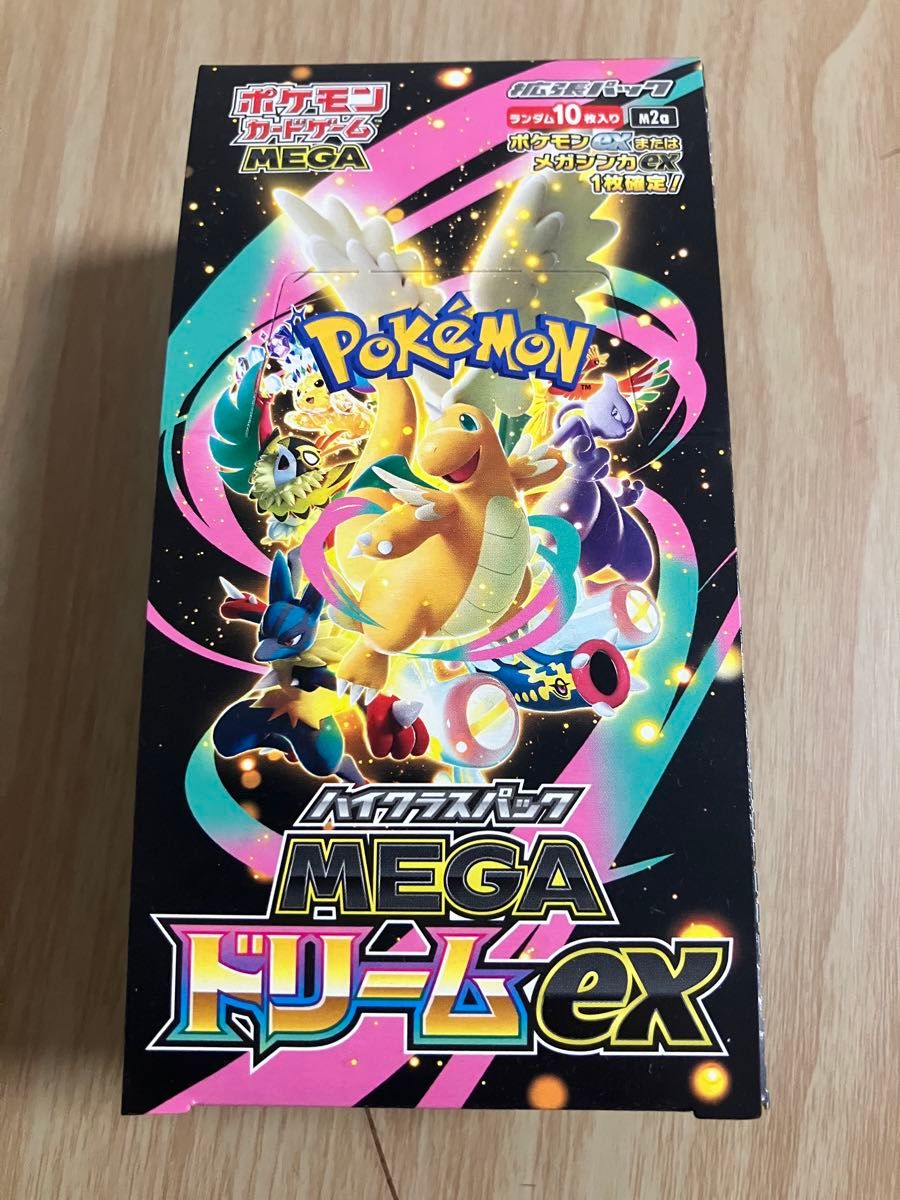 ポケモン
カードゲーム
MEGA
拡張パック
ランダム10枚入り M2a
ポケモンexまたは
メガシンカex
1枚確定!
POKÉMON
TM
ハイクラスパック
MEGA
ドリームex